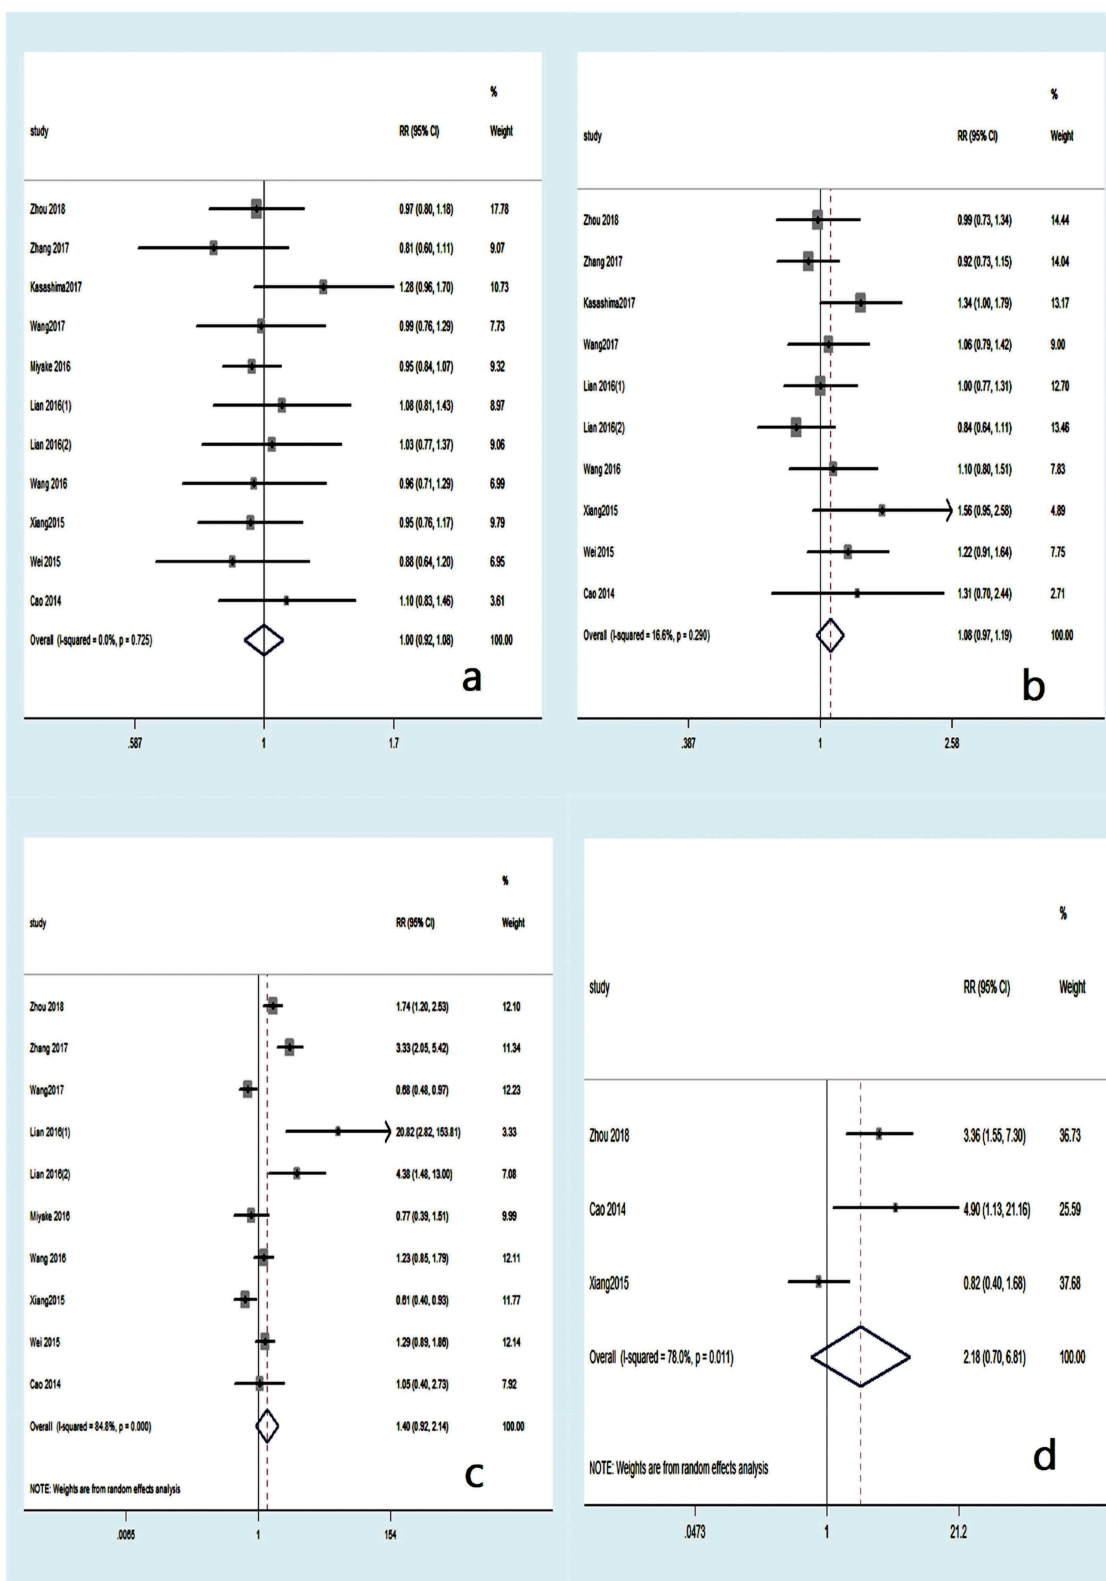 %
study RR (95% CI) Weight
Zhou 2018 0.97 (0.80, 1.18) 17.78
Zhang 2017 0.81 (0.60, 1.11) 9.07
Kasashima2017 1.28 (0.96, 1.70) 10.73
Wang2017 0.99 (0.76, 1.29) 7.73
Miyake 2016 0.95 (0.84, 1.07) 9.32
Lian 2016(1) 1.08 (0.81, 1.43) 8.97
Lian 2016(2) 1.03 (0.77, 1.37) 9.06
Wang 2016 0.96 (0.71, 1.29) 6.99
Xiang2015 0.95 (0.76, 1.17) 9.79
Wei 2015 0.88 (0.64, 1.20) 6.95
Cao 2014 1.10 (0.83, 1.46) 3.61
Overall (I-squared = 0.0%, p = 0.725) 1.00 (0.92, 1.08) 100.00
a
.587 1 1.7
%
study RR (95% CI) Weight
Zhou 2018 0.99 (0.73, 1.34) 14.44
Zhang 2017 0.92 (0.73, 1.15) 14.04
Kasashima2017 1.34 (1.00, 1.79) 13.17
Wang2017 1.06 (0.79, 1.42) 9.00
Lian 2016(1) 1.00 (0.77, 1.31) 12.70
Lian 2016(2) 0.84 (0.64, 1.11) 13.46
Wang 2016 1.10 (0.80, 1.51) 7.83
Xiang2015 1.56 (0.95, 2.58) 4.89
Wei 2015 1.22 (0.91, 1.64) 7.75
Cao 2014 1.31 (0.70, 2.44) 2.71
Overall (I-squared = 16.6%, p = 0.290) 1.08 (0.97, 1.19) 100.00
b
.387 1 2.58
%
study RR (95% CI) Weight
Zhou 2018 1.74 (1.20, 2.53) 12.10
Zhang 2017 3.33 (2.05, 5.42) 11.34
Wang2017 0.68 (0.48, 0.97) 12.23
Lian 2016(1) 20.82 (2.82, 153.81) 3.33
Lian 2016(2) 4.38 (1.48, 13.00) 7.08
Miyake 2016 0.77 (0.39, 1.51) 9.99
Wang 2016 1.23 (0.85, 1.79) 12.11
Xiang2015 0.61 (0.40, 0.93) 11.77
Wei 2015 1.29 (0.89, 1.86) 12.14
Cao 2014 1.05 (0.40, 2.73) 7.92
Overall (I-squared = 84.8%, p = 0.000) 1.40 (0.92, 2.14) 100.00
c
NOTE: Weights are from random effects analysis
.0065 1 154
%
study RR (95% CI) Weight
Zhou 2018 3.36 (1.55, 7.30) 36.73
Cao 2014 4.90 (1.13, 21.16) 25.59
Xiang2015 0.82 (0.40, 1.68) 37.68
Overall (I-squared = 78.0%, p = 0.011) 2.18 (0.70, 6.81) 100.00
d
NOTE: Weights are from random effects analysis
.0473 1 21.2